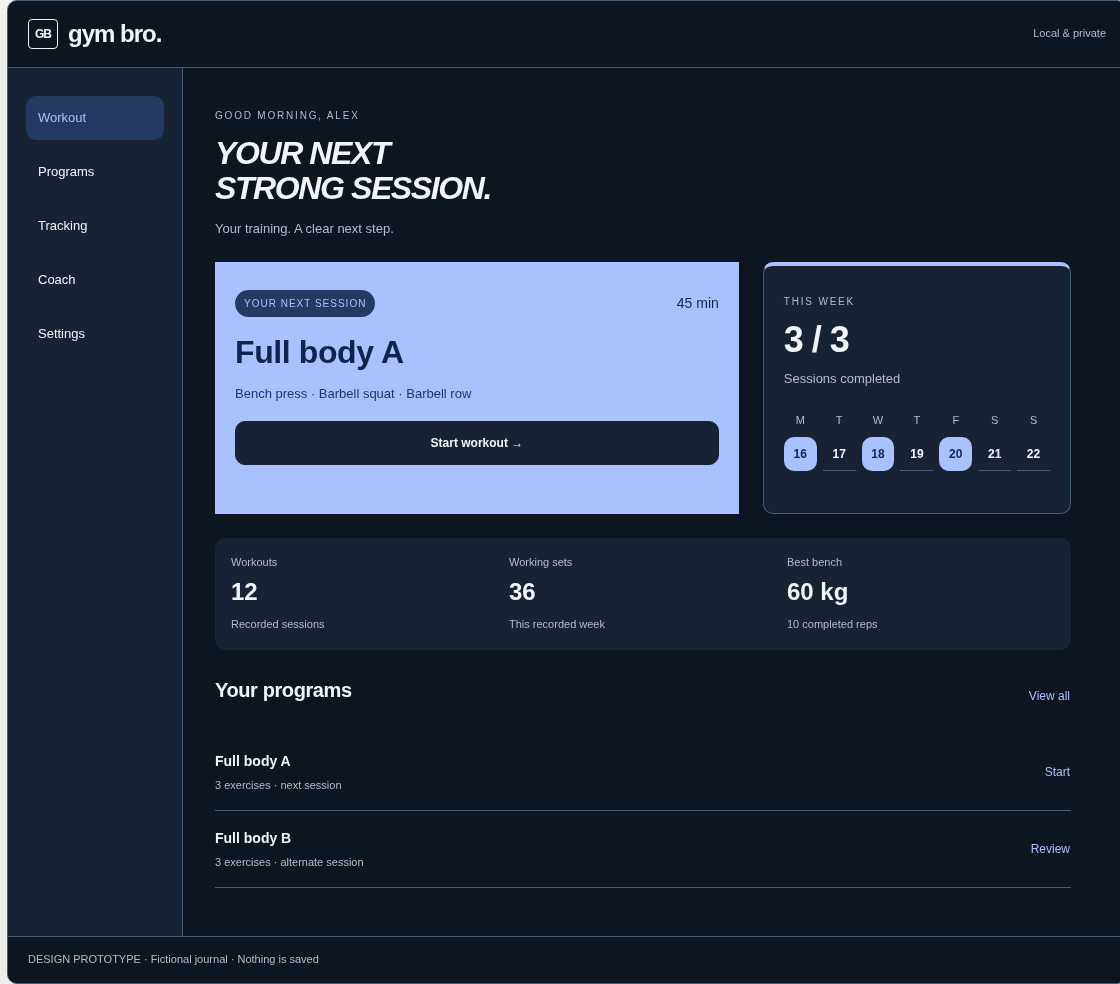 GB gym bro.
Local & private
Workout
Programs
Tracking
Coach
Settings
GOOD MORNING, ALEX
YOUR NEXT
STRONG SESSION.
Your training. A clear next step.
YOUR NEXT SESSION
45 min
Full body A
Bench press · Barbell squat · Barbell row
Start workout →
THIS WEEK
3 / 3
Sessions completed
M T W T F S S
16 17 18 19 20 21 22
Workouts
12
Recorded sessions
Working sets
36
This recorded week
Best bench
60 kg
10 completed reps
Your programs
View all
Full body A
3 exercises · next session
Start
Full body B
3 exercises · alternate session
Review
DESIGN PROTOTYPE · Fictional journal · Nothing is saved